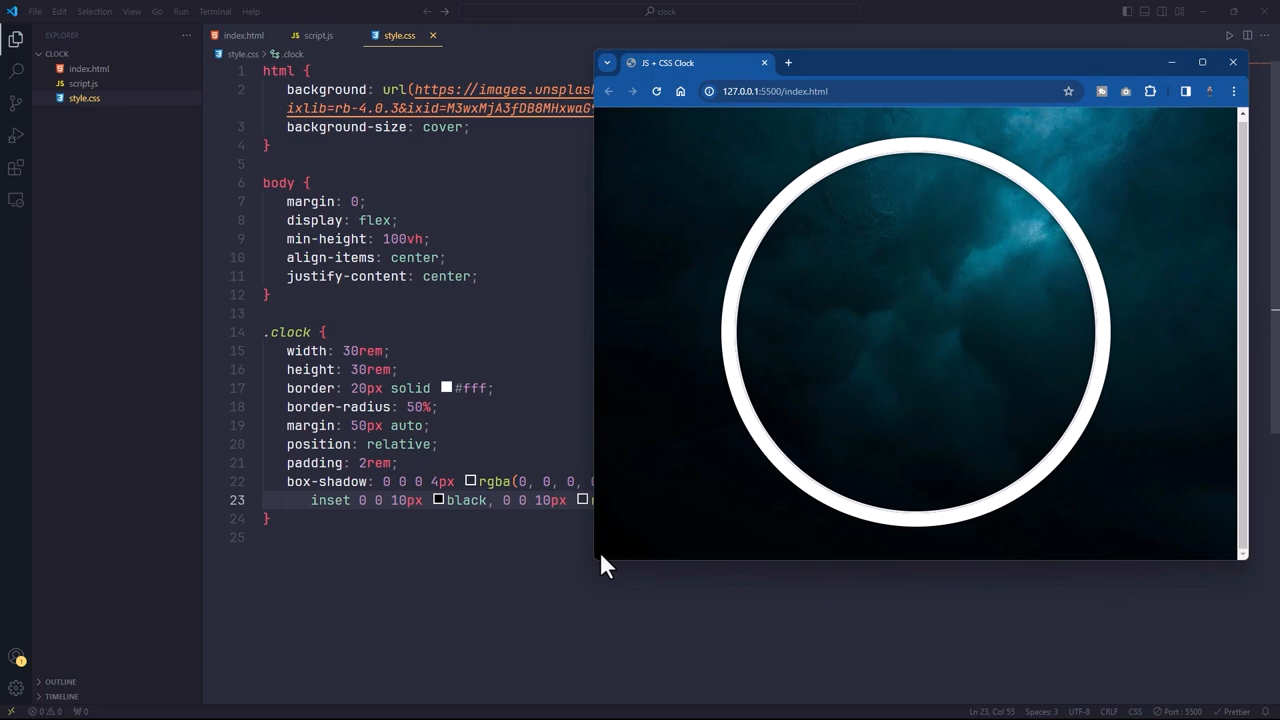 File Edit Selection View Go Run Terminal Help
clock
EXPLORER
CLOCK
index.html
script.js
style.css
OUTLINE
TIMELINE
index.html script.js style.css
style.css > .clock
1 html {
2 background: url(https://images.unsplash
ixlib=rb-4.0.3&ixid=M3wxMjA3fDB8MHxwaG
3 background-size: cover;
4 }
5
6 body {
7 margin: 0;
8 display: flex;
9 min-height: 100vh;
10 align-items: center;
11 justify-content: center;
12 }
13
14 .clock {
15 width: 30rem;
16 height: 30rem;
17 border: 20px solid #fff;
18 border-radius: 50%;
19 margin: 50px auto;
20 position: relative;
21 padding: 2rem;
22 box-shadow: 0 0 0 4px rgba(0, 0, 0,
23 inset 0 0 10px black, 0 0 10px
24 }
25
JS + CSS Clock
127.0.0.1:5500/index.html
0 0 0 Ln 23, Col 55 Spaces: 3 UTF-8 CRLF CSS Port : 5500 Prettier